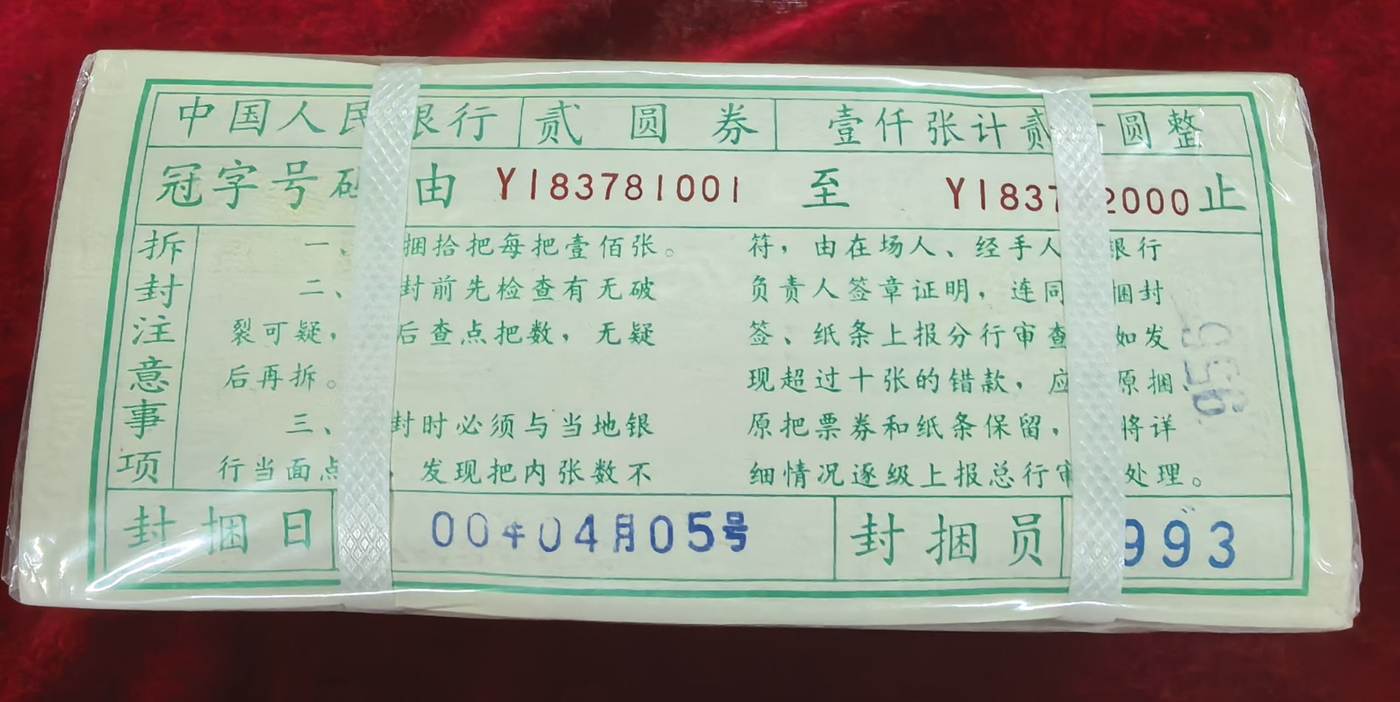 中国人民银行 贰圆券 壹仟张计贰 圆整
冠字号码由 Y183781001 至 Y1837 2000 止
拆封注意事项
一、 捆拾把每把壹佰张。
二、 封前先检查有无破
裂可疑, 后查点把数,无疑
后再拆。
三、 封时必须与当地银
行当面点 ,发现把内张数不
符,由在场人、经手人 银行
负责人签章证明,连同 捆封
签、纸条上报分行审查 如发
现超过十张的错款,应 原捆、
原把票券和纸条保留, 将详
细情况逐级上报总行审 处理。
封捆日 00年04月05号 封捆员 993